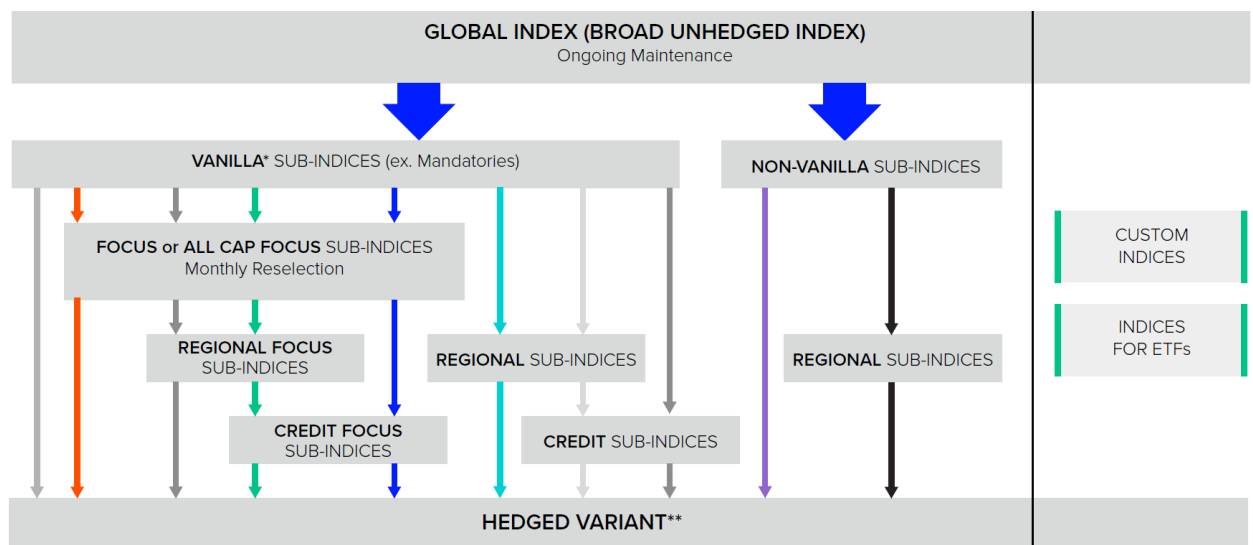 GLOBAL INDEX (BROAD UNHEDGED INDEX)
Ongoing Maintenance
VANILLA* SUB-INDICES (ex. Mandatories)
NON-VANILLA SUB-INDICES
FOCUS or ALL CAP FOCUS SUB-INDICES
Monthly Reselection
CUSTOM
INDICES
INDICES
FOR ETFs
REGIONAL FOCUS
SUB-INDICES
REGIONAL SUB-INDICES
REGIONAL SUB-INDICES
CREDIT FOCUS
SUB-INDICES
CREDIT SUB-INDICES
HEDGED VARIANT**